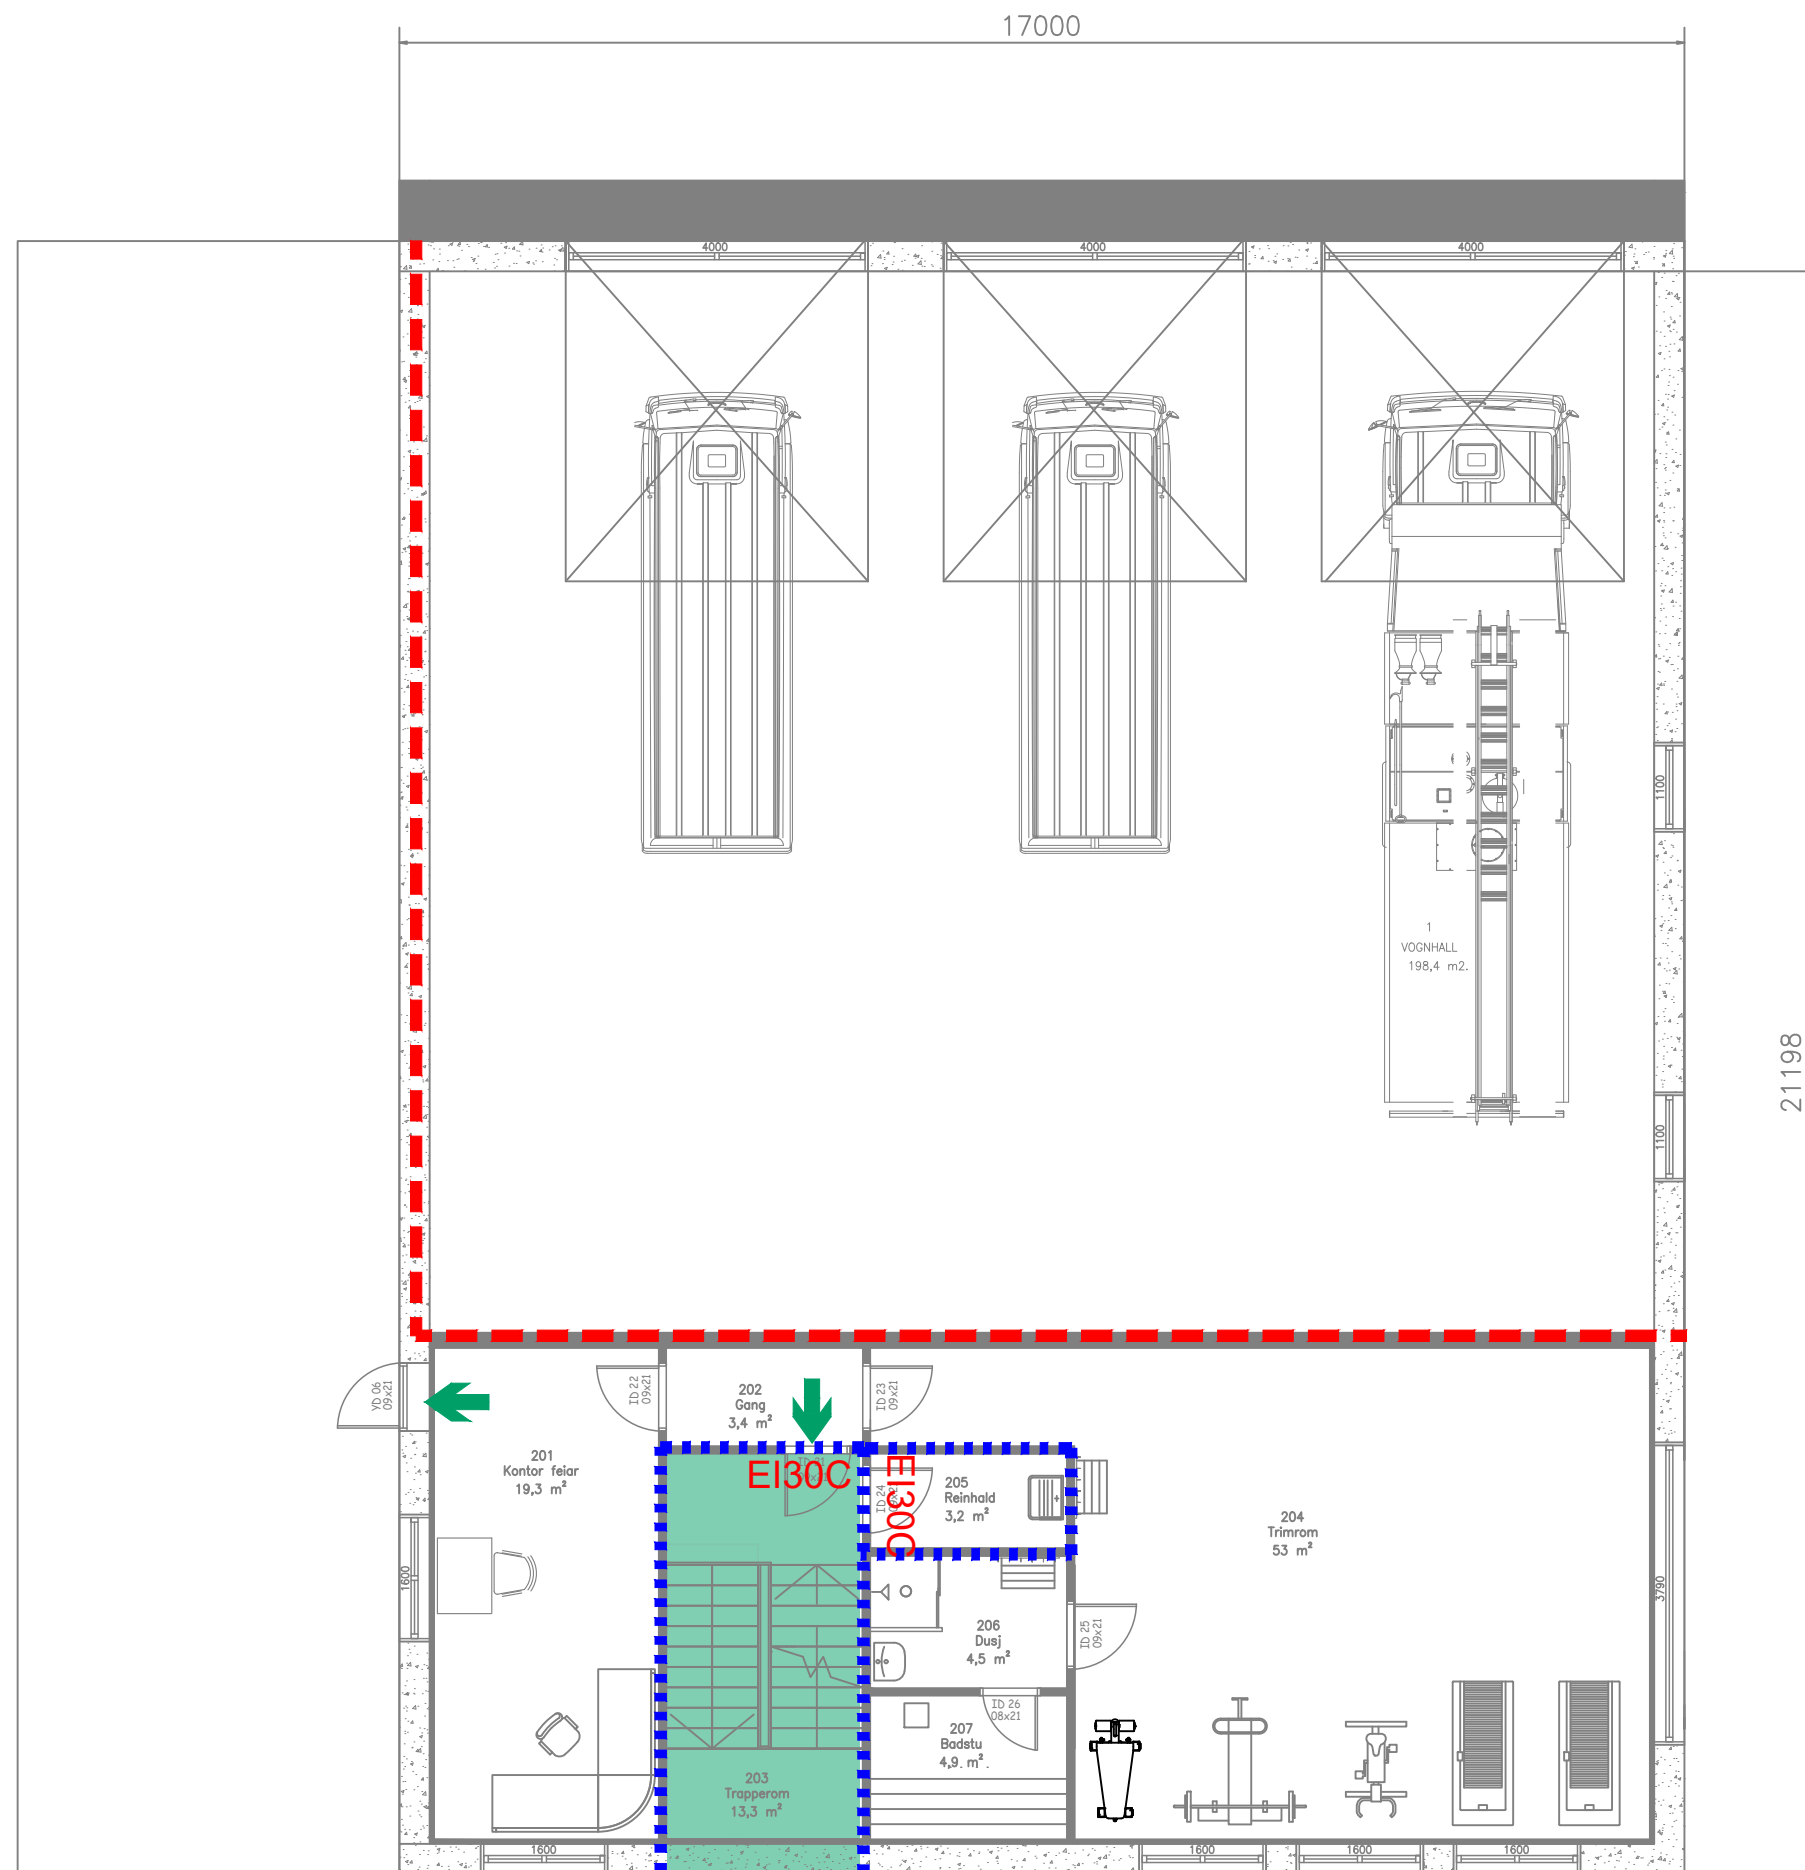 17000
4000
4000
4000
1100
1
VOGNHALL
198,4 m2.
21198
1100
YD 06
09x21
ID 22
09x21
202
Gang
3,4 m²
ID 23
09x21
201
Kontor feiar
19,3 m²
EI30C
EI30C
ID 24
205
Reinhald
3,2 m²
204
Trimrom
53 m²
1600
3790
206
Dusj
4,5 m²
ID 25
09x21
ID 26
08x21
207
Badstu
4,9. m².
203
Trapperom
13,3 m²
1600
1600
1600
1600